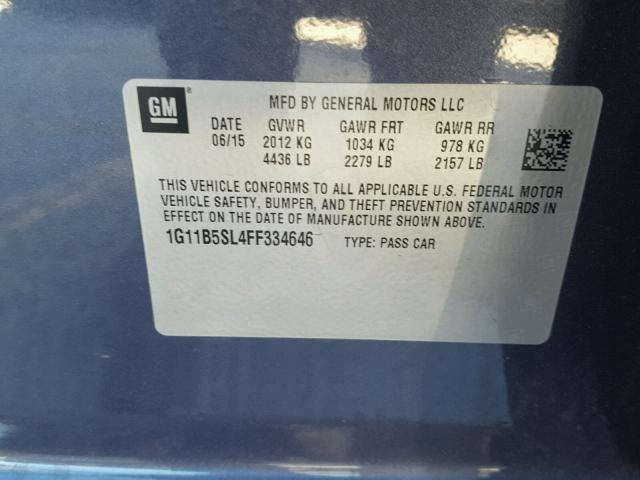 GM
MFD BY GENERAL MOTORS LLC
DATE GVWR GAWR FRT GAWR RR
06/15 2012 KG 1034 KG 978 KG
4436 LB 2279 LB 2157 LB
THIS VEHICLE CONFORMS TO ALL APPLICABLE U.S. FEDERAL MOTOR
VEHICLE SAFETY, BUMPER, AND THEFT PREVENTION STANDARDS IN
EFFECT ON THE DATE OF MANUFACTURE SHOWN ABOVE.
1G11B5SL4FF334646 TYPE: PASS CAR